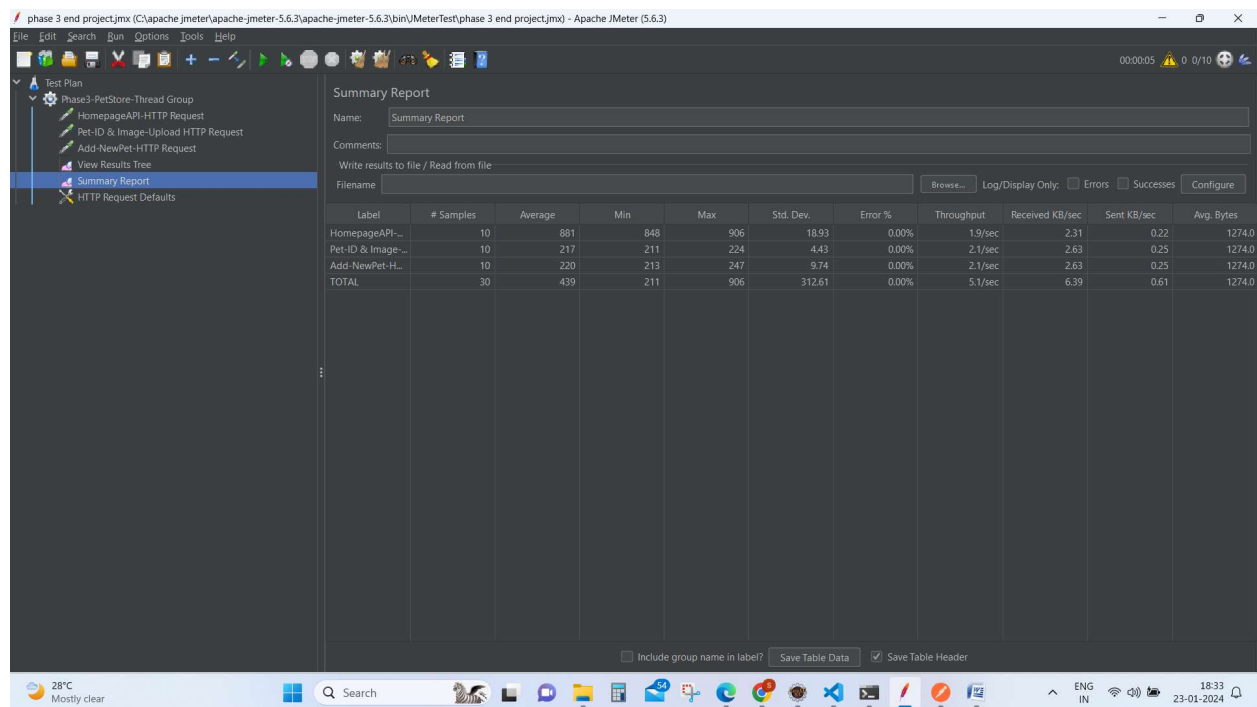 phase 3 end project.jmx (C:\apache jmeter\apache-jmeter-5.6.3\apache-jmeter-5.6.3\bin\JMeterTest\phase 3 end project.jmx) - Apache JMeter (5.6.3)
File Edit Search Run Options Tools Help
00:00:05 0 0/10
Test Plan
Phase3-PetStore-Thread Group
HomepageAPI-HTTP Request
Pet-ID & Image-Upload HTTP Request
Add-NewPet-HTTP Request
View Results Tree
Summary Report
HTTP Request Defaults
Summary Report
Name: Summary Report
Comments:
Write results to file / Read from file
Filename Browse... Log/Display Only: Errors Successes Configure
Label # Samples Average Min Max Std. Dev. Error % Throughput Received KB/sec Sent KB/sec Avg. Bytes
HomepageAPI-... 10 881 848 906 18.93 0.00% 1.9/sec 2.31 0.22 1274.0
Pet-ID & Image-... 10 217 211 224 4.43 0.00% 2.1/sec 2.63 0.25 1274.0
Add-NewPet-H... 10 220 213 247 9.74 0.00% 2.1/sec 2.63 0.25 1274.0
TOTAL 30 439 211 906 312.61 0.00% 5.1/sec 6.39 0.61 1274.0
Include group name in label? Save Table Data Save Table Header
28°C
Mostly clear
Search
54
ENG
IN
18:33
23-01-2024